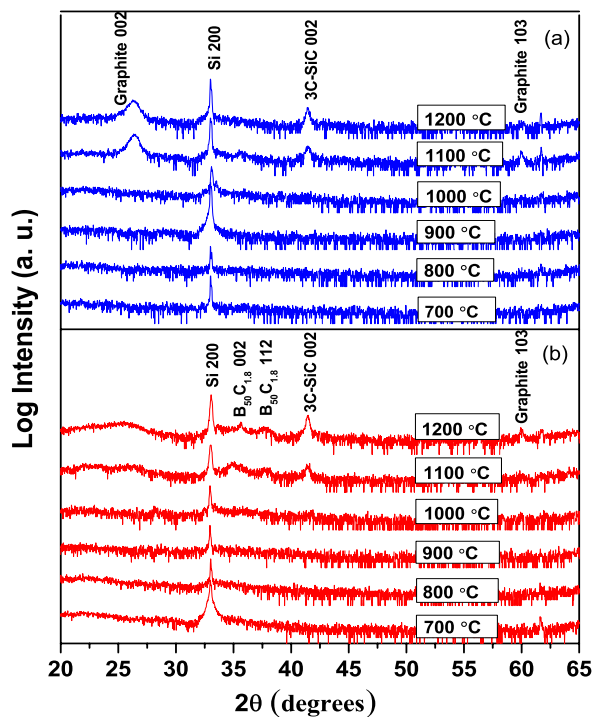 (a)
Graphite 002
Si 200
3C-SiC 002
Graphite 103
1200 °C
1100 °C
1000 °C
900 °C
800 °C
700 °C
Log Intensity (a. u.)
(b)
Si 200
B50C1.8 002
B50C1.8 112
3C-SiC 002
Graphite 103
1200 °C
1100 °C
1000 °C
900 °C
800 °C
700 °C
20 25 30 35 40 45 50 55 60 65
2θ (degrees)